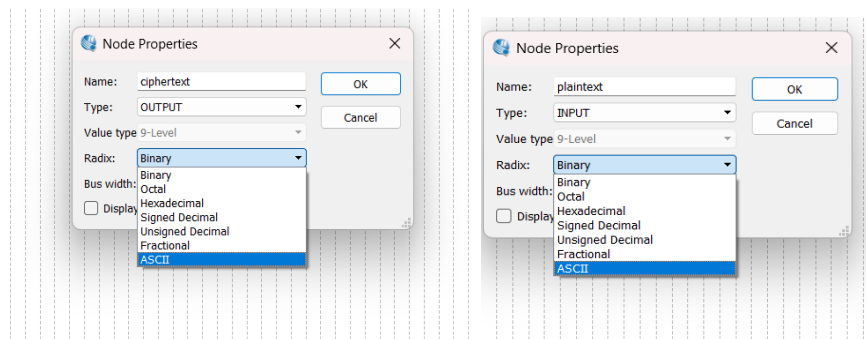 Node Properties
Name: ciphertext
OK
Type: OUTPUT
Cancel
Value type 9-Level
Radix: Binary
Binary
Bus width:
Octal
Hexadecimal
Display
Signed Decimal
Unsigned Decimal
Fractional
ASCII
Node Properties
Name: plaintext
OK
Type: INPUT
Cancel
Value type 9-Level
Radix: Binary
Binary
Bus width:
Octal
Hexadecimal
Display
Signed Decimal
Unsigned Decimal
Fractional
ASCII